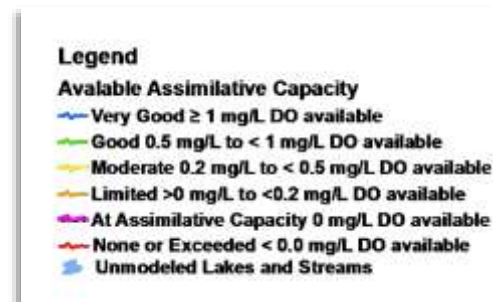 Legend
Avalable Assimilative Capacity
Very Good ≥ 1 mg/L DO available
Good 0.5 mg/L to < 1 mg/L DO available
Moderate 0.2 mg/L to < 0.5 mg/L DO available
Limited >0 mg/L to <0.2 mg/L DO available
At Assimilative Capacity 0 mg/L DO available
None or Exceeded < 0.0 mg/L DO available
Unmodeled Lakes and Streams